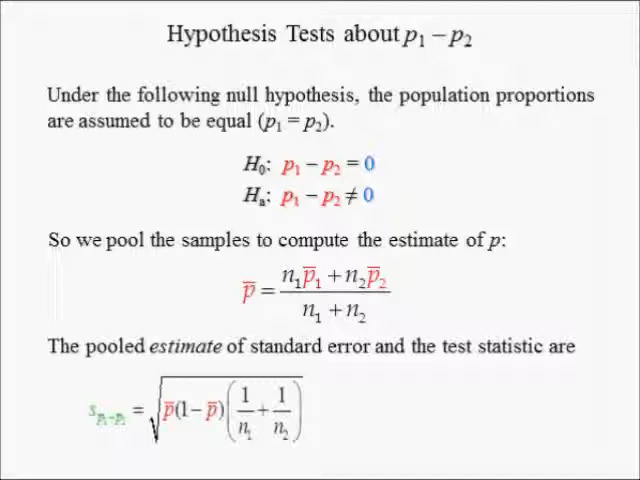 Hypothesis Tests about p₁ – p₂
Under the following null hypothesis, the population proportions
are assumed to be equal (p₁ = p₂).
H₀: p₁ – p₂ = 0
Hₐ: p₁ – p₂ ≠ 0
So we pool the samples to compute the estimate of p:
p̅ = (n₁p̅₁ + n₂p̅₂) / (n₁ + n₂)
The pooled estimate of standard error and the test statistic are
s_(p̅₁–p̅₂) = √(p̅(1–p̅)(1/n₁ + 1/n₂))